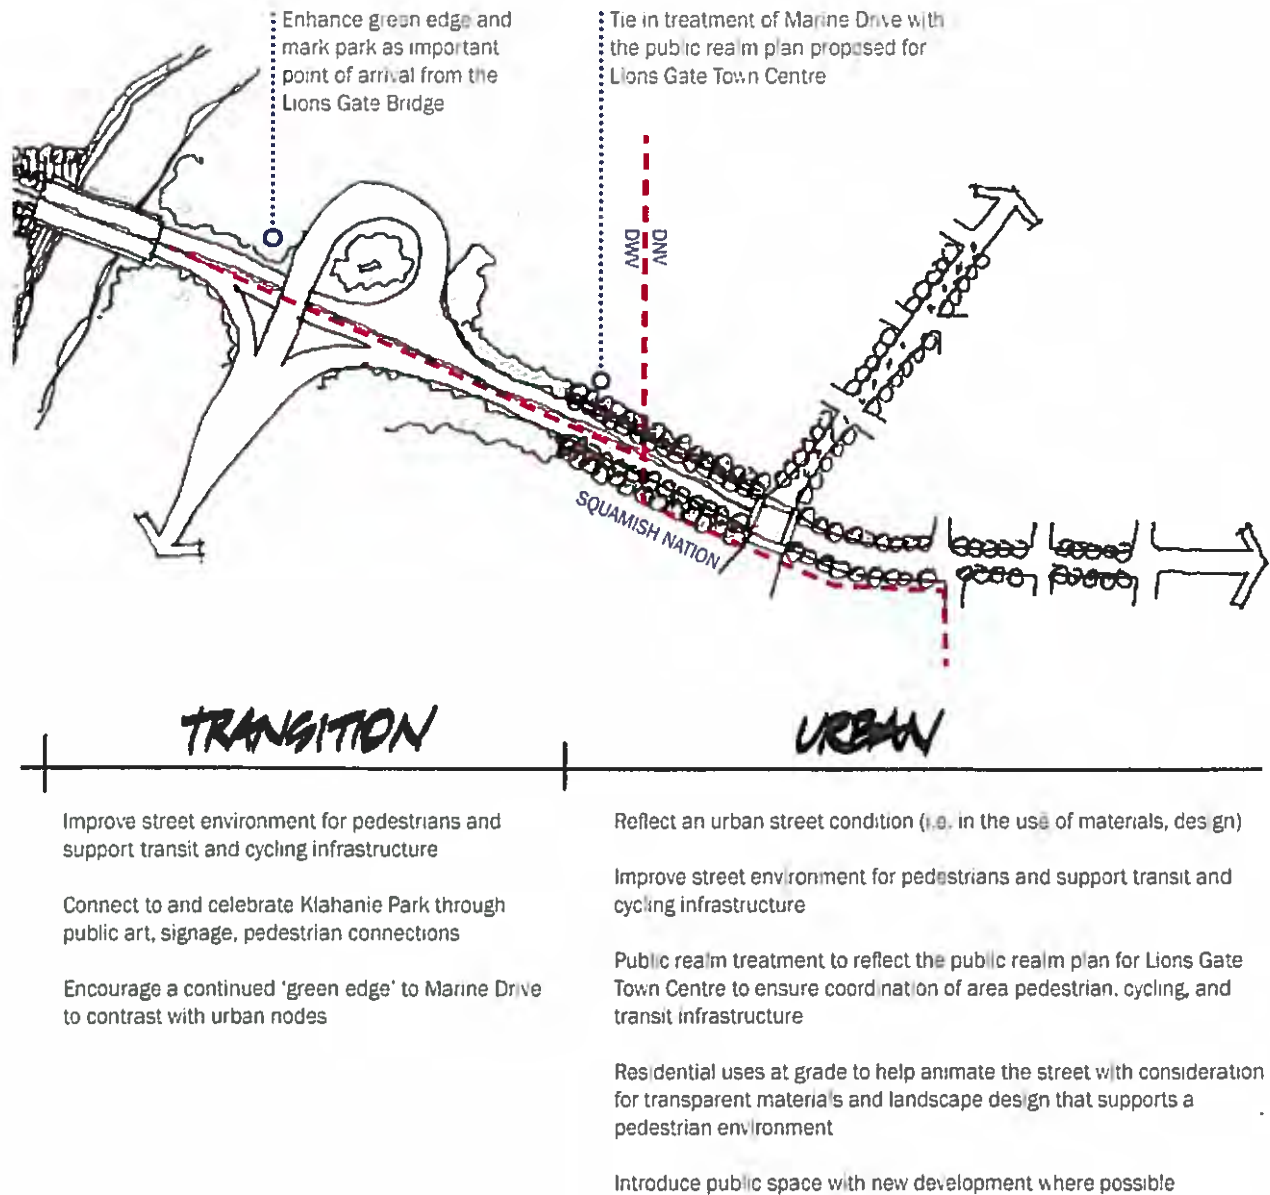 Enhance green edge and
mark park as important
point of arrival from the
Lions Gate Bridge
Tie in treatment of Marine Drive with
the public realm plan proposed for
Lions Gate Town Centre
DNV
DWV
SQUAMISH NATION
TRANSITION
URBAN
Improve street environment for pedestrians and
support transit and cycling infrastructure
Connect to and celebrate Klahanie Park through
public art, signage, pedestrian connections
Encourage a continued 'green edge' to Marine Drive
to contrast with urban nodes
Reflect an urban street condition (i.e. in the use of materials, design)
Improve street environment for pedestrians and support transit and
cycling infrastructure
Public realm treatment to reflect the public realm plan for Lions Gate
Town Centre to ensure coordination of area pedestrian, cycling, and
transit infrastructure
Residential uses at grade to help animate the street with consideration
for transparent materials and landscape design that supports a
pedestrian environment
Introduce public space with new development where possible